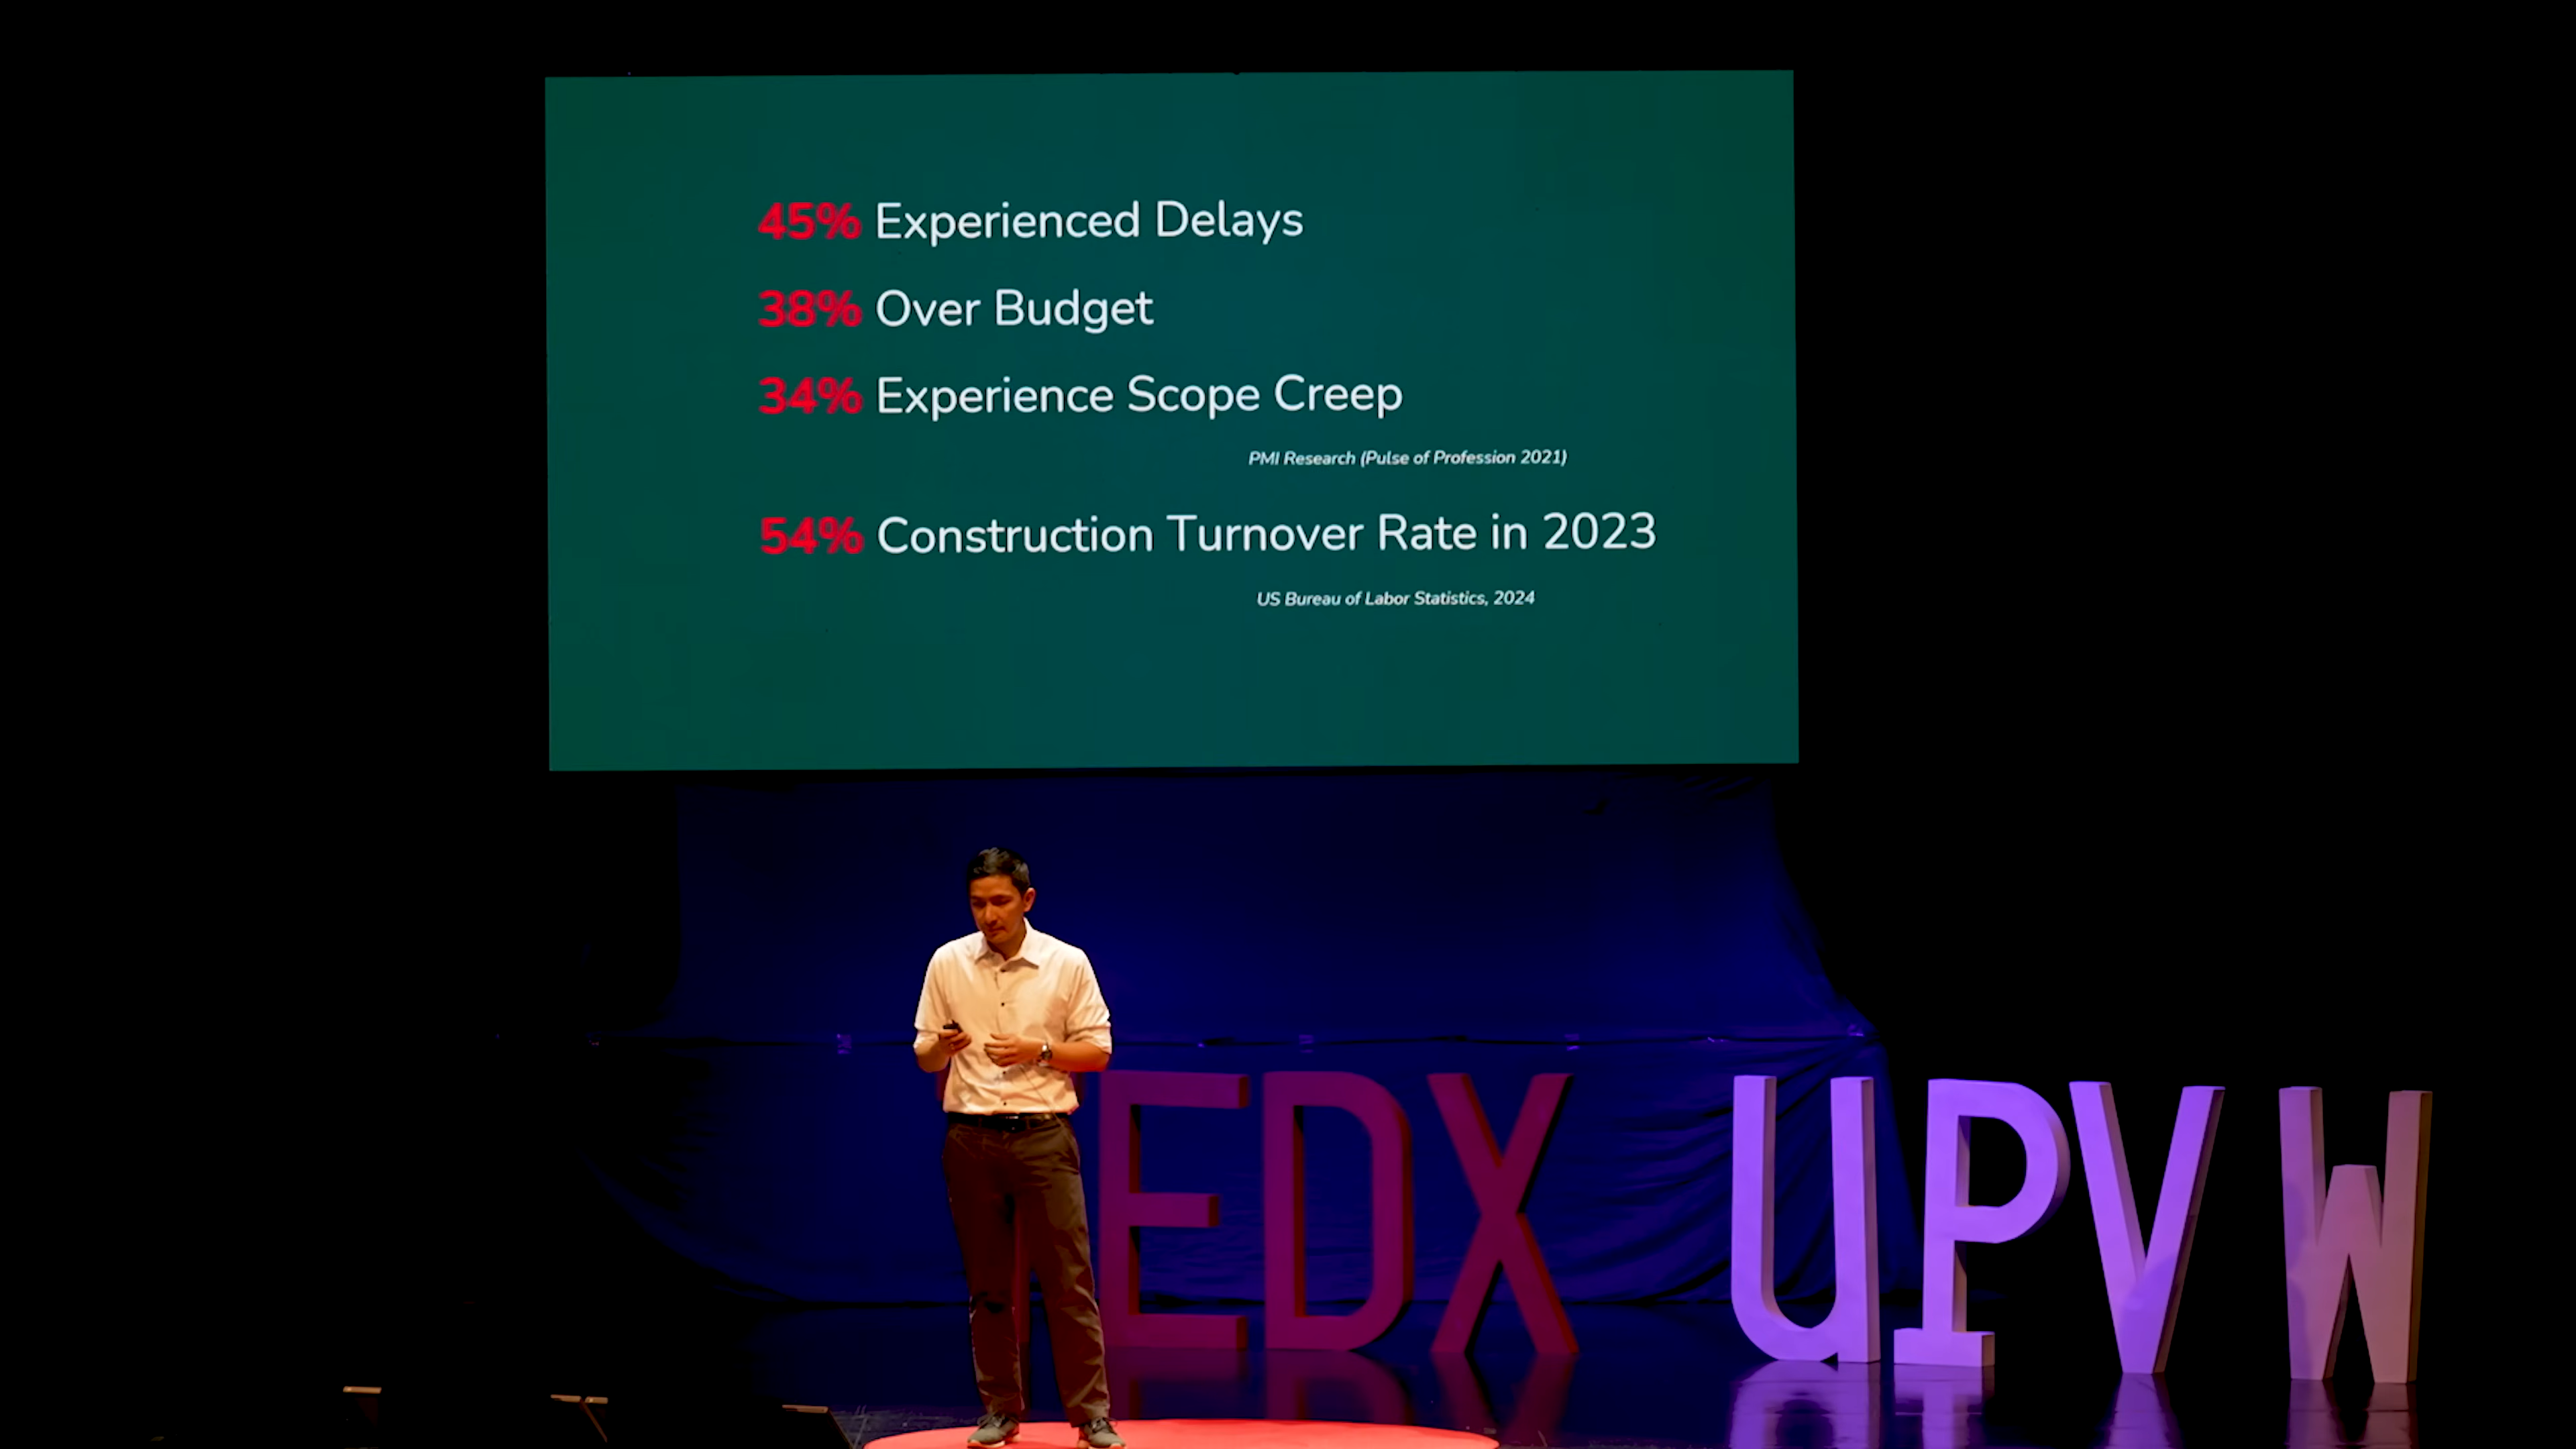 45% Experienced Delays
38% Over Budget
34% Experience Scope Creep
PMI Research (Pulse of Profession 2021)
54% Construction Turnover Rate in 2023
US Bureau of Labor Statistics, 2024
EDX UPV W